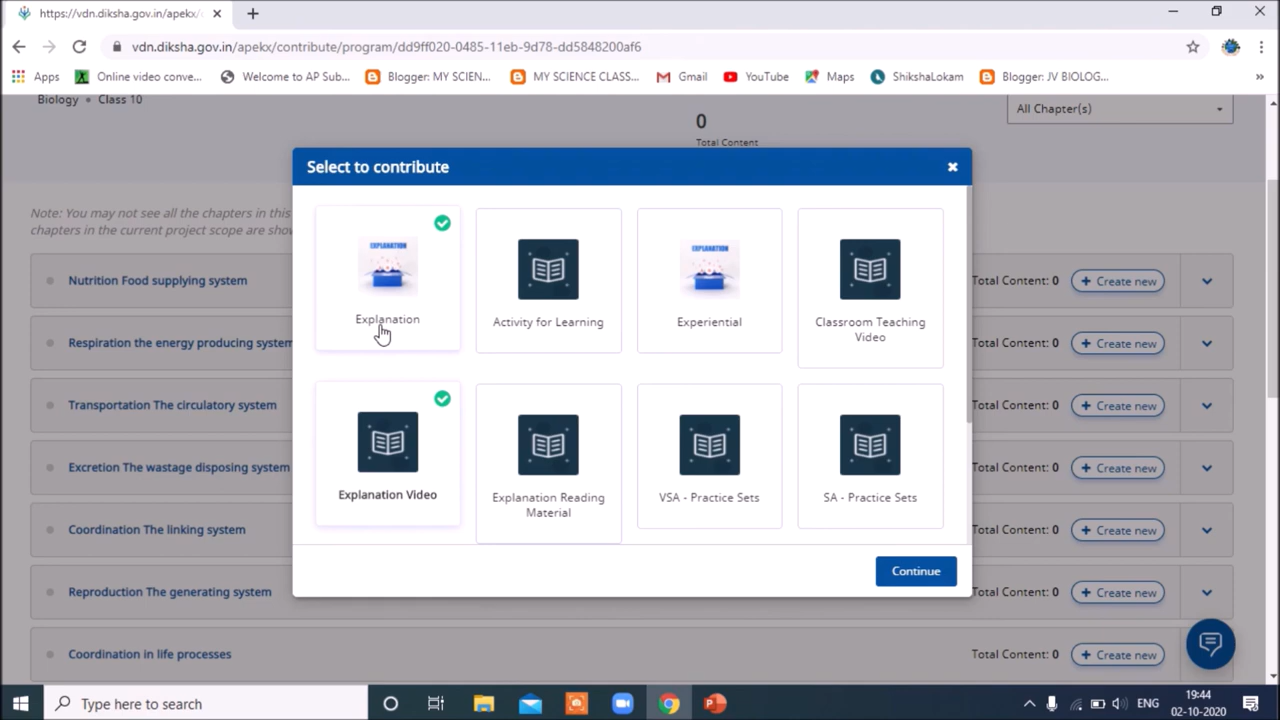 https://vdn.diksha.gov.in/apekx/c
vdn.diksha.gov.in/apekx/contribute/program/dd9ff020-0485-11eb-9d78-dd5848200af6
Apps
Online video conve...
Welcome to AP Sub...
Blogger: MY SCIEN...
MY SCIENCE CLASS...
Gmail
YouTube
Maps
ShikshaLokam
Blogger: JV BIOLOG...
»
Biology • Class 10
0
Total Content
All Chapter(s)
Select to contribute
Note: You may not see all the chapters in this
chapters in the current project scope are sho
EXPLANATION
Explanation
Activity for Learning
EXPLANATION
Experiential
Classroom Teaching
Video
Explanation Video
Explanation Reading
Material
VSA - Practice Sets
SA - Practice Sets
Continue
Nutrition Food supplying system
Total Content: 0
+ Create new
Respiration the energy producing system
Total Content: 0
+ Create new
Transportation The circulatory system
Total Content: 0
+ Create new
Excretion The wastage disposing system
Total Content: 0
+ Create new
Coordination The linking system
Total Content: 0
+ Create new
Reproduction The generating system
Total Content: 0
+ Create new
Coordination in life processes
Total Content: 0
+ Create new
Type here to search
ENG
19:44
02-10-2020